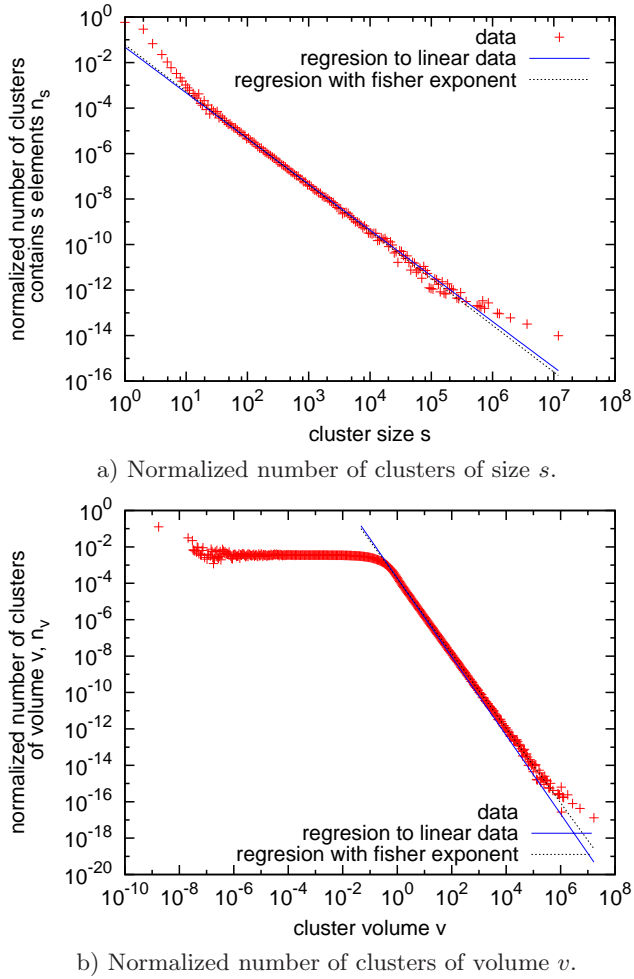 normalized number of clusters
contains s elements n_s
10^0
10^-2
10^-4
10^-6
10^-8
10^-10
10^-12
10^-14
10^-16
data
regresion to linear data
regresion with fisher exponent
10^0 10^1 10^2 10^3 10^4 10^5 10^6 10^7 10^8
cluster size s
a) Normalized number of clusters of size s.
normalized number of clusters
of volume v, n_v
10^0
10^-2
10^-4
10^-6
10^-8
10^-10
10^-12
10^-14
10^-16
10^-18
10^-20
data
regresion to linear data
regresion with fisher exponent
10^-10 10^-8 10^-6 10^-4 10^-2 10^0 10^2 10^4 10^6 10^8
cluster volume v
b) Normalized number of clusters of volume v.